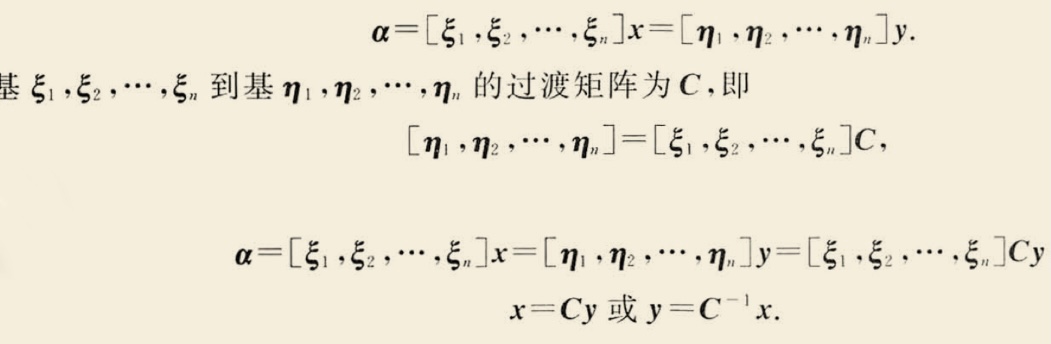 α=[ξ₁,ξ₂,⋯,ξₙ]x=[η₁,η₂,⋯,ηₙ]y.
基 ξ₁,ξ₂,⋯,ξₙ 到基 η₁,η₂,⋯,ηₙ 的过渡矩阵为 C,即
[η₁,η₂,⋯,ηₙ]=[ξ₁,ξ₂,⋯,ξₙ]C,
α=[ξ₁,ξ₂,⋯,ξₙ]x=[η₁,η₂,⋯,ηₙ]y=[ξ₁,ξ₂,⋯,ξₙ]Cy
x=Cy 或 y=C⁻¹x.